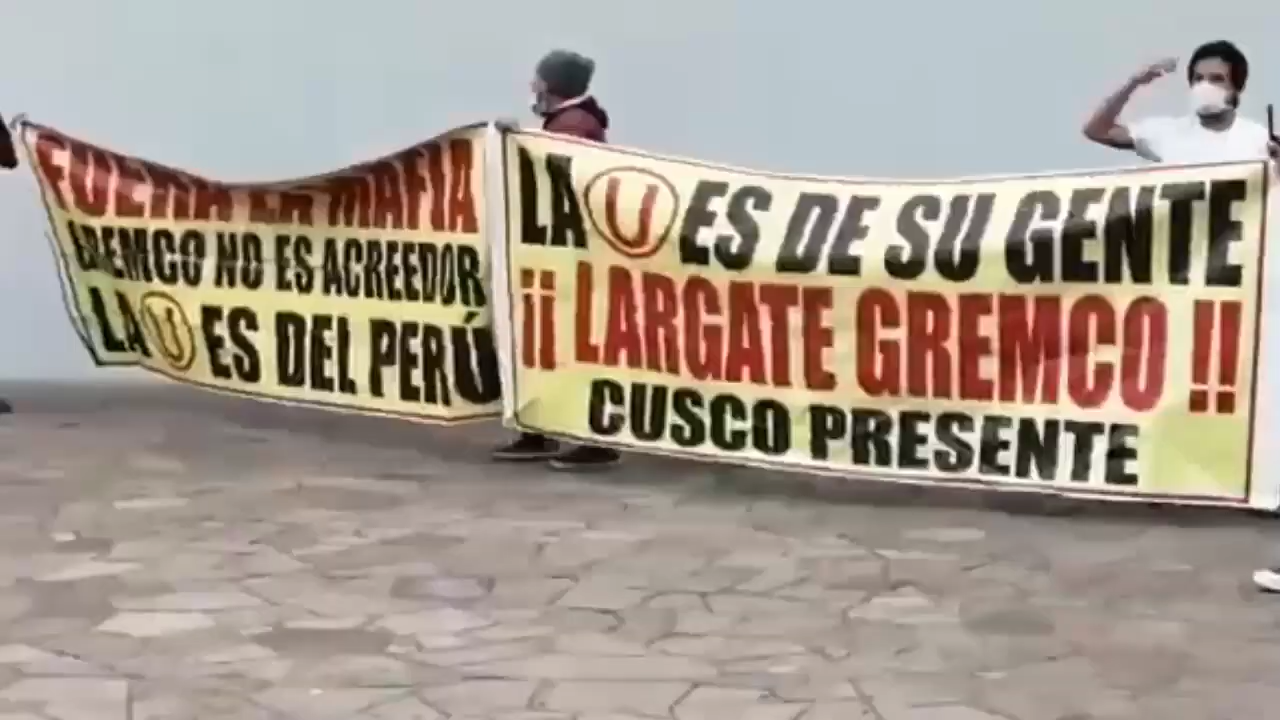 FUERA LA MAFIA
GREMCO NO ES ACREEDOR
LA U ES DEL PERÚ
LA U ES DE SU GENTE
¡¡ LARGATE GREMCO !!
CUSCO PRESENTE